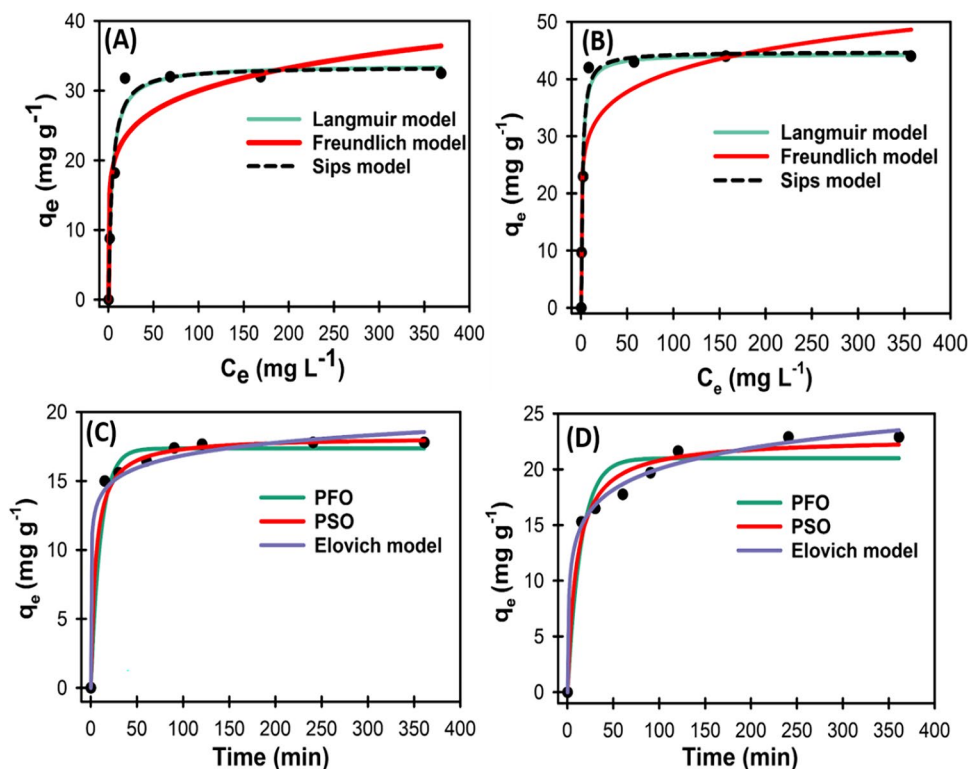 (A)
40
30
20
10
0
qe (mg g-1)
Langmuir model
Freundlich model
Sips model
0 50 100 150 200 250 300 350 400
Ce (mg L-1)
(B)
50
40
30
20
10
0
qe (mg g-1)
Langmuir model
Freundlich model
Sips model
0 50 100 150 200 250 300 350 400
Ce (mg L-1)
(C)
20
15
10
5
0
qe (mg g-1)
PFO
PSO
Elovich model
0 50 100 150 200 250 300 350 400
Time (min)
(D)
25
20
15
10
5
0
qe (mg g-1)
PFO
PSO
Elovich model
0 50 100 150 200 250 300 350 400
Time (min)